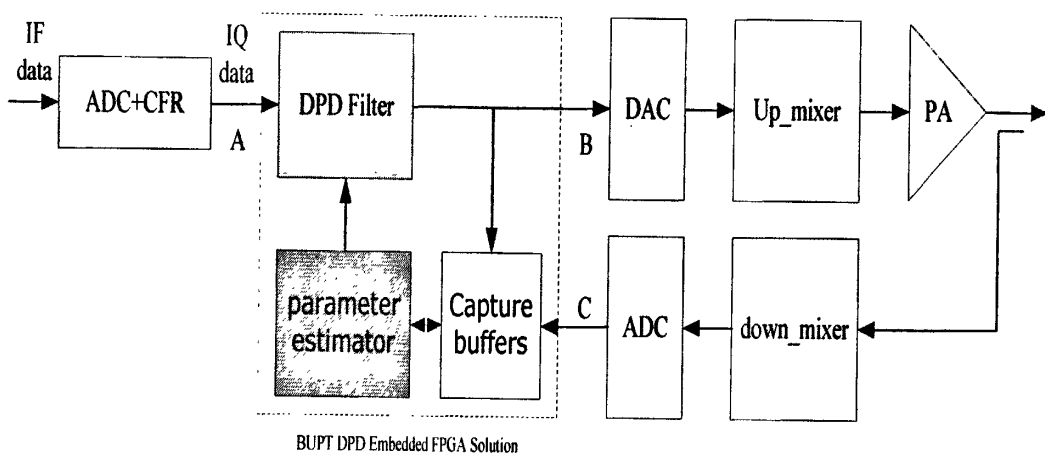 IF
data
ADC+CFR
IQ
data
A
DPD Filter
B
DAC
Up_mixer
PA
parameter
estimator
Capture
buffers
C
ADC
down_mixer
BUPT DPD Embedded FPGA Solution